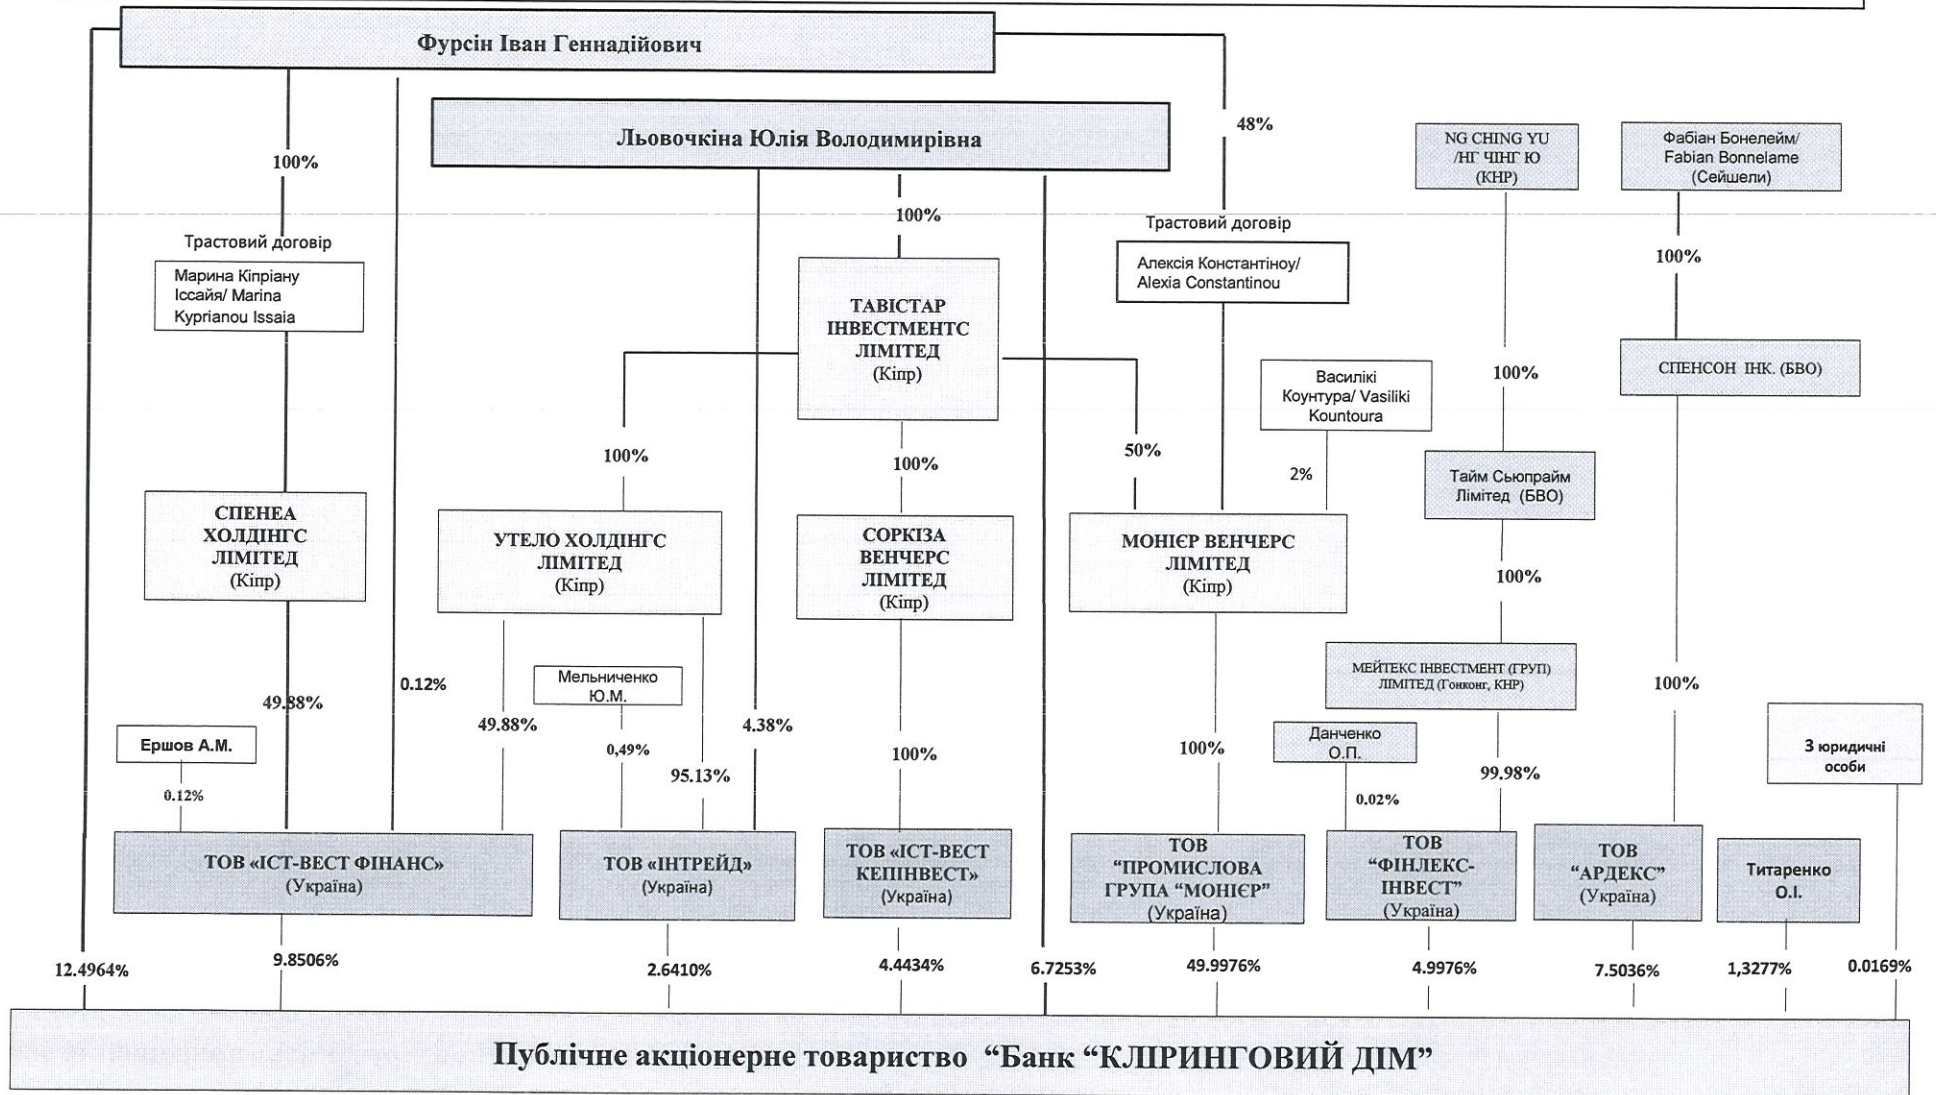 Фурсін Іван Геннадійович
Льовочкіна Юлія Володимирівна
48%
NG CHING YU
/НГ ЧІНГ Ю
(КНР)
Фабіан Бонелейм/
Fabian Bonnelame
(Сейшели)
100%
100%
Трастовий договір
Марина Кіпріану
Іссайя/ Marina
Kyprianou Issaia
Трастовий договір
Алексія Константіноу/
Alexia Constantinou
100%
ТАВІСТАР
ІНВЕСТМЕНТС
ЛІМІТЕД
(Кіпр)
СПЕНСОН ІНК. (БВО)
Василікі
Коунтура/ Vasiliki
Kountoura
100%
100%
100%
50%
2%
Тайм Сьюпрайм
Лімітед (БВО)
СПЕНЕА
ХОЛДІНГС
ЛІМІТЕД
(Кіпр)
УТЕЛО ХОЛДІНГС
ЛІМІТЕД
(Кіпр)
СОРКІЗА
ВЕНЧЕРС
ЛІМІТЕД
(Кіпр)
МОНІЄР ВЕНЧЕРС
ЛІМІТЕД
(Кіпр)
100%
МЕЙТЕКС ІНВЕСТМЕНТ (ГРУП)
ЛІМІТЕД (Гонконг, КНР)
100%
49.88%
0.12%
Мельниченко
Ю.М.
49.88%
0,49%
95.13%
4.38%
100%
100%
Данченко
О.П.
0.02%
99.98%
3 юридичні
особи
Ершов А.М.
0.12%
ТОВ «ІСТ-ВЕСТ ФІНАНС»
(Україна)
ТОВ «ІНТРЕЙД»
(Україна)
ТОВ «ІСТ-ВЕСТ
КЕПІНВЕСТ»
(Україна)
ТОВ
“ПРОМИСЛОВА
ГРУПА “МОНІЄР”
(Україна)
ТОВ
“ФІНЛЕКС-
ІНВЕСТ”
(Україна)
ТОВ
“АРДЕКС”
(Україна)
Титаренко
О.І.
12.4964%
9.8506%
2.6410%
4.4434%
6.7253%
49.9976%
4.9976%
7.5036%
1,3277%
0.0169%
Публічне акціонерне товариство “Банк “КЛІРИНГОВИЙ ДІМ”